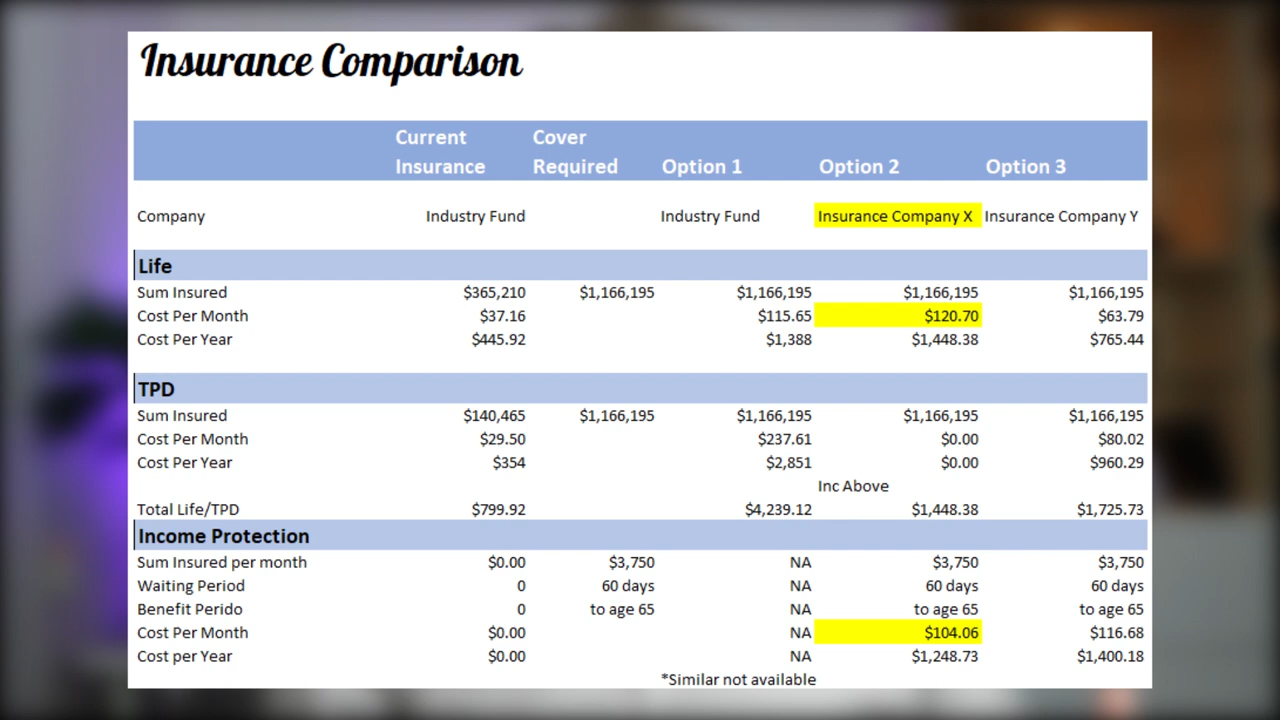 Insurance Comparison
Current Insurance Cover Required Option 1 Option 2 Option 3
Company Industry Fund Industry Fund Insurance Company X Insurance Company Y
Life
Sum Insured $365,210 $1,166,195 $1,166,195 $1,166,195 $1,166,195
Cost Per Month $37.16 $115.65 $120.70 $63.79
Cost Per Year $445.92 $1,388 $1,448.38 $765.44
TPD
Sum Insured $140,465 $1,166,195 $1,166,195 $1,166,195 $1,166,195
Cost Per Month $29.50 $237.61 $0.00 $80.02
Cost Per Year $354 $2,851 $0.00 $960.29
Inc Above
Total Life/TPD $799.92 $4,239.12 $1,448.38 $1,725.73
Income Protection
Sum Insured per month $0.00 $3,750 NA $3,750 $3,750
Waiting Period 0 60 days NA 60 days 60 days
Benefit Perido 0 to age 65 NA to age 65 to age 65
Cost Per Month $0.00 NA $104.06 $116.68
Cost per Year $0.00 NA $1,248.73 $1,400.18
*Similar not available